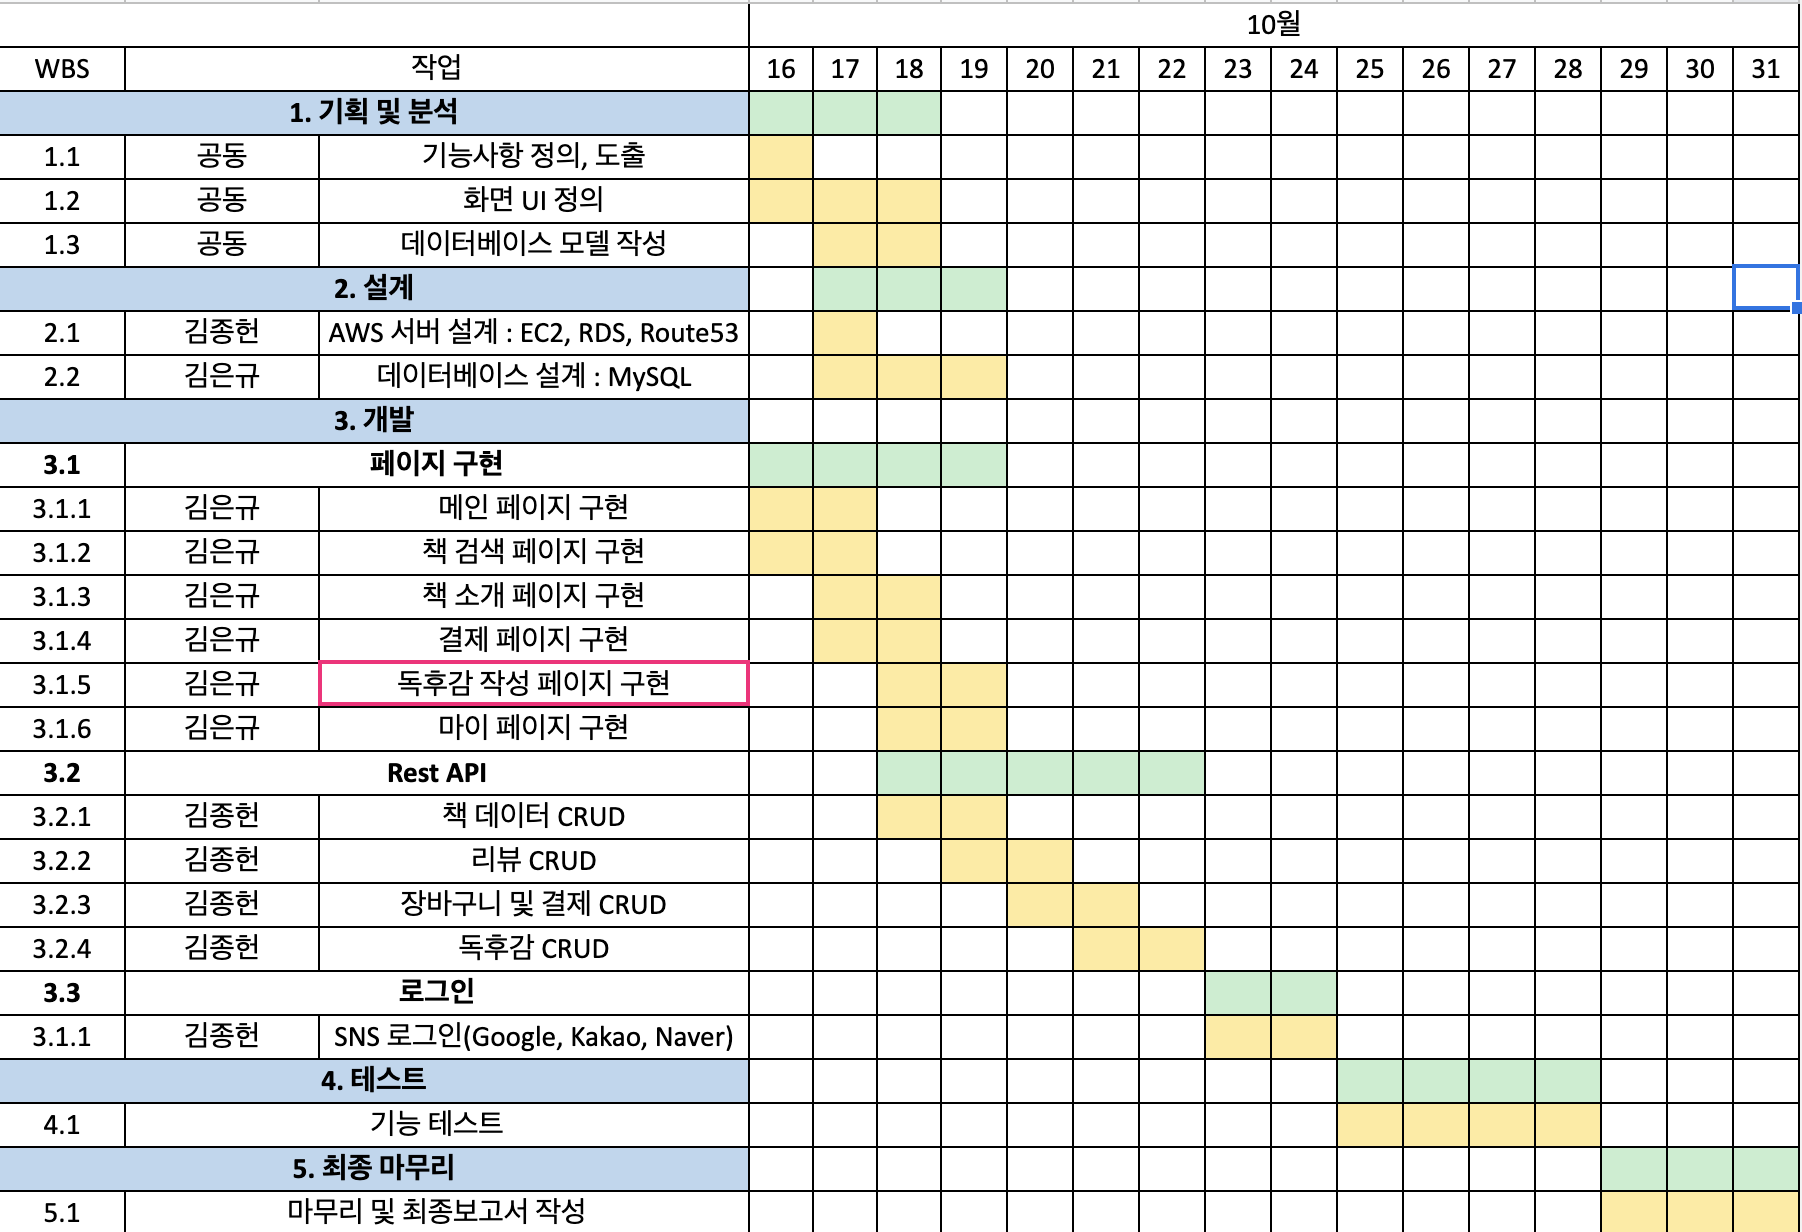 10월
WBS 작업 16 17 18 19 20 21 22 23 24 25 26 27 28 29 30 31
1. 기획 및 분석
1.1 공동 기능사항 정의, 도출
1.2 공동 화면 UI 정의
1.3 공동 데이터베이스 모델 작성
2. 설계
2.1 김종헌 AWS 서버 설계 : EC2, RDS, Route53
2.2 김은규 데이터베이스 설계 : MySQL
3. 개발
3.1 페이지 구현
3.1.1 김은규 메인 페이지 구현
3.1.2 김은규 책 검색 페이지 구현
3.1.3 김은규 책 소개 페이지 구현
3.1.4 김은규 결제 페이지 구현
3.1.5 김은규 독후감 작성 페이지 구현
3.1.6 김은규 마이 페이지 구현
3.2 Rest API
3.2.1 김종헌 책 데이터 CRUD
3.2.2 김종헌 리뷰 CRUD
3.2.3 김종헌 장바구니 및 결제 CRUD
3.2.4 김종헌 독후감 CRUD
3.3 로그인
3.1.1 김종헌 SNS 로그인(Google, Kakao, Naver)
4. 테스트
4.1 기능 테스트
5. 최종 마무리
5.1 마무리 및 최종보고서 작성